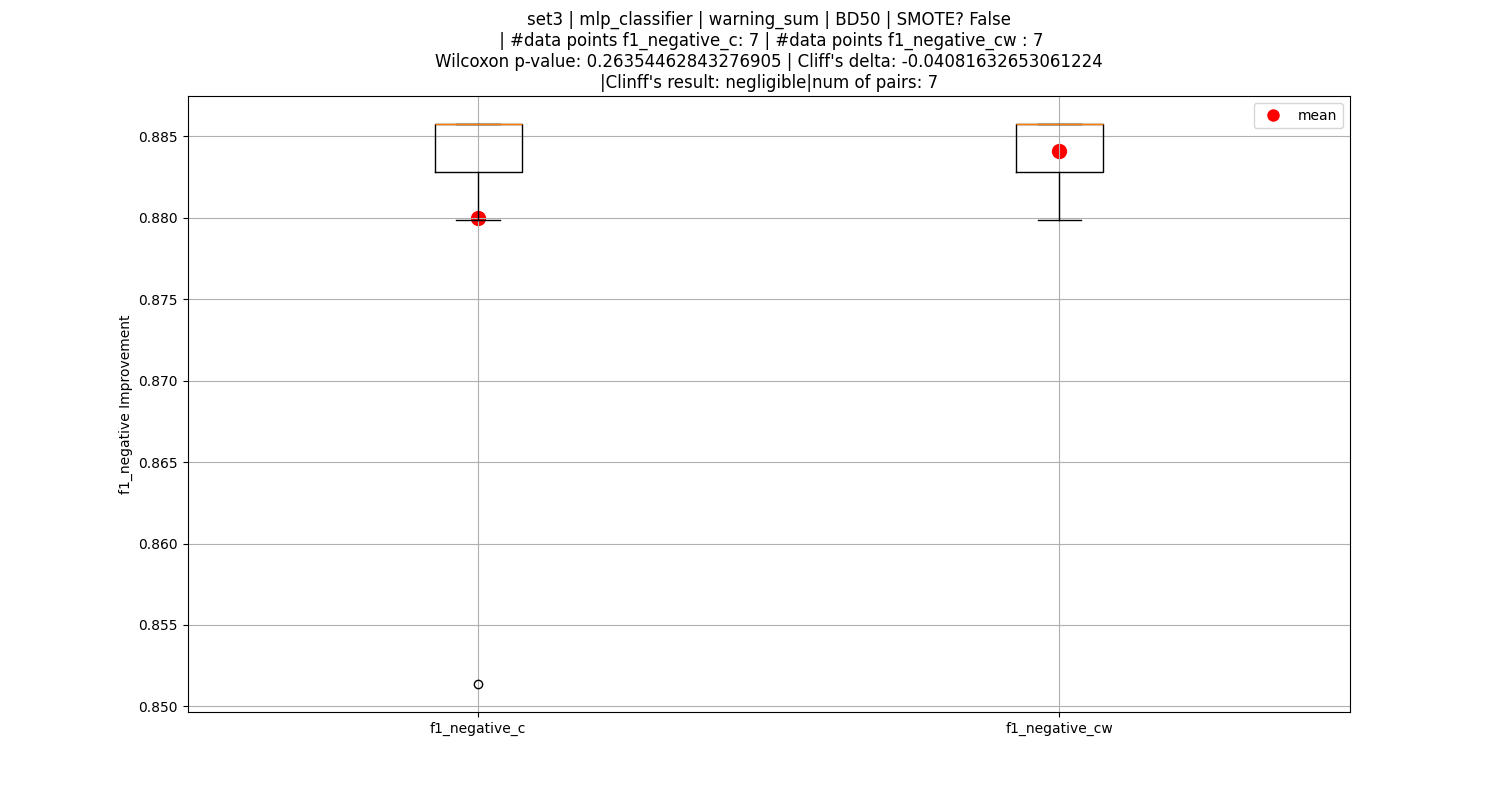 set3 | mlp_classifier | warning_sum | BD50 | SMOTE? False
| #data points f1_negative_c: 7 | #data points f1_negative_cw : 7
Wilcoxon p-value: 0.26354462843276905 | Cliff's delta: -0.04081632653061224
|Clinff's result: negligible|num of pairs: 7
mean
0.885
0.880
0.875
0.870
0.865
0.860
0.855
0.850
f1_negative Improvement
f1_negative_c
f1_negative_cw